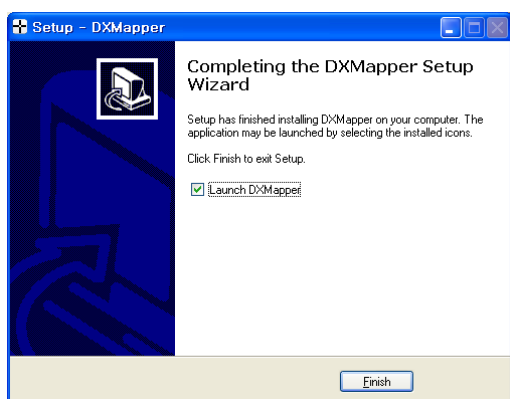 Setup - DXMapper
Completing the DXMapper Setup
Wizard
Setup has finished installing DXMapper on your computer. The
application may be launched by selecting the installed icons.
Click Finish to exit Setup.
Launch DXMapper
Finish